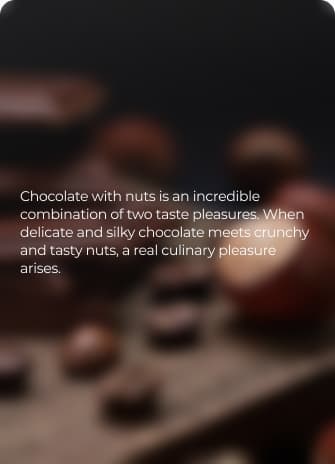 Chocolate with nuts is an incredible
combination of two taste pleasures. When
delicate and silky chocolate meets crunchy
and tasty nuts, a real culinary pleasure
arises.